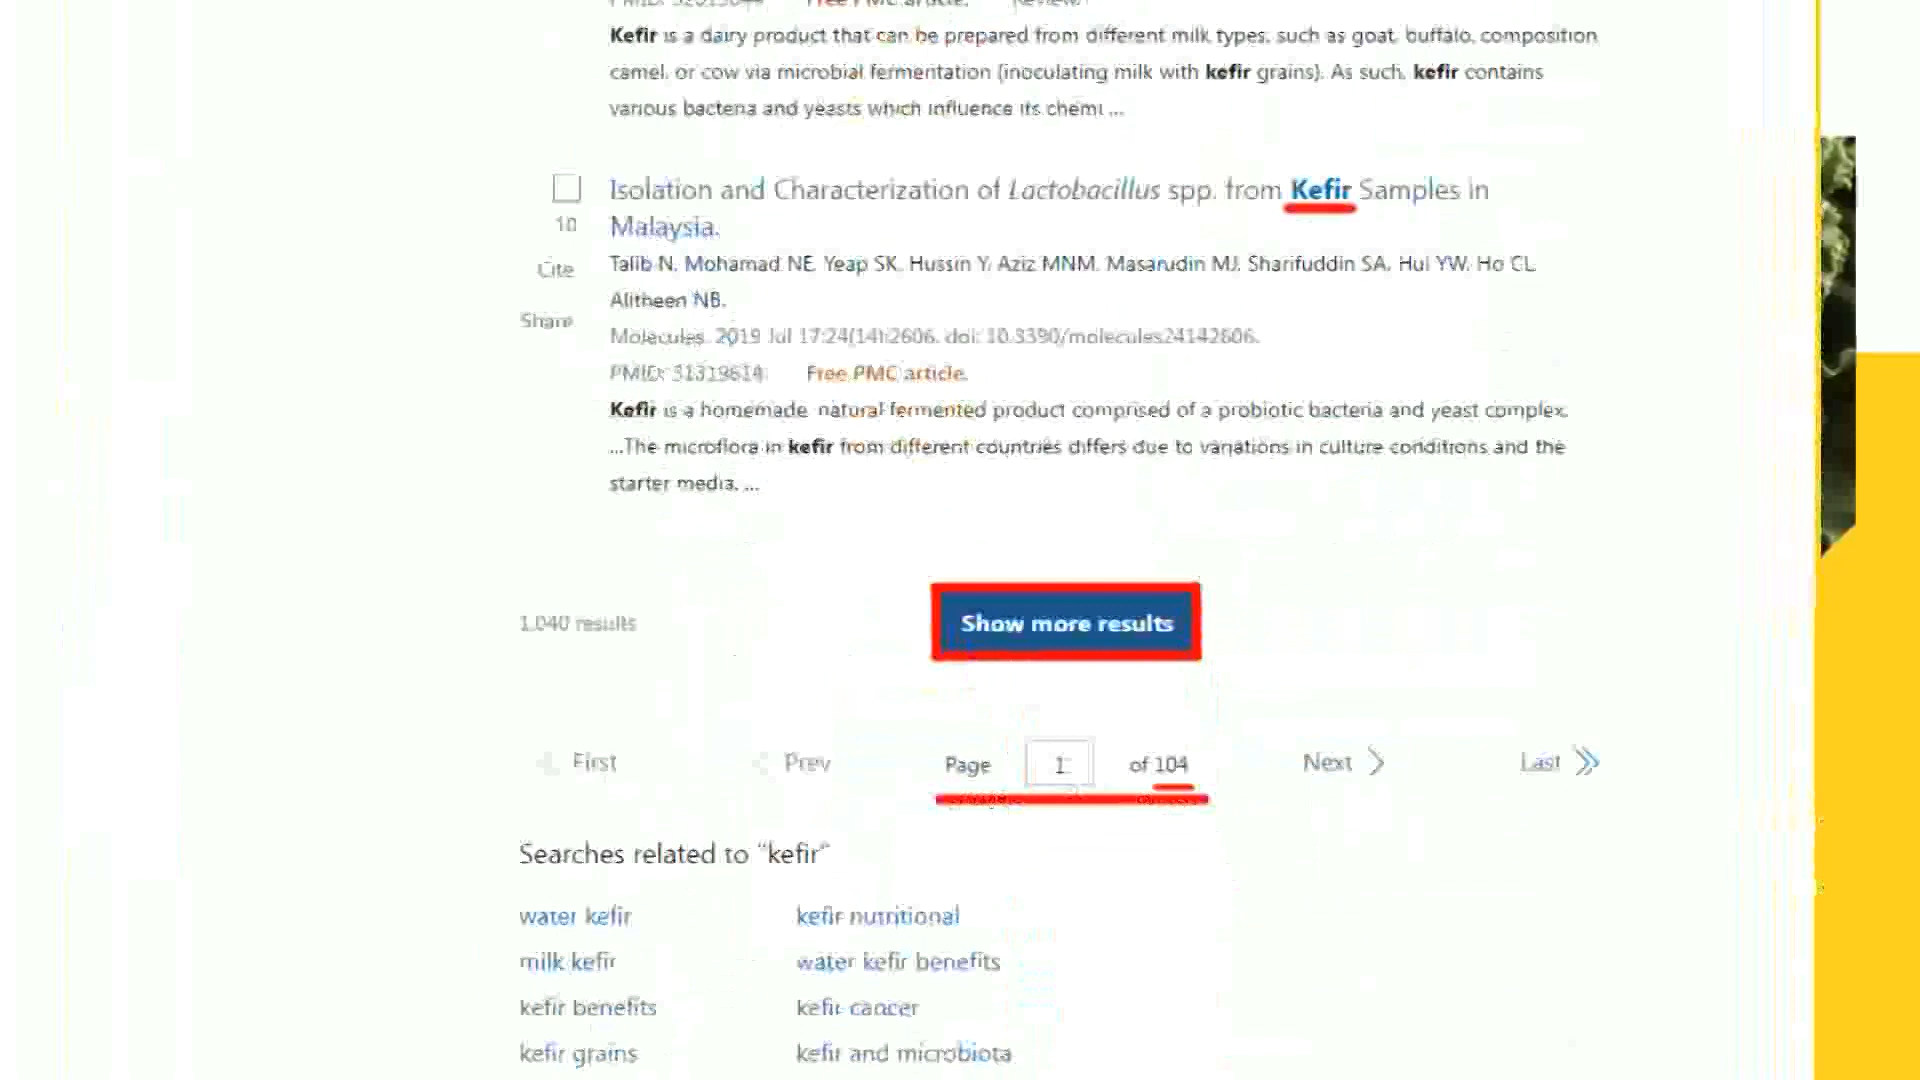 Free PMC article. Review.
Kefir is a dairy product that can be prepared from different milk types, such as goat, buffalo, composition
camel, or cow via microbial fermentation (inoculating milk with kefir grains). As such, kefir contains
various bacteria and yeasts which influence its chemi ...
Isolation and Characterization of Lactobacillus spp. from Kefir Samples in
Malaysia.
10
Cite
Share
Talib N, Mohamad NE, Yeap SK, Hussin Y, Aziz MNM, Masarudin MJ, Sharifuddin SA, Hui YW, Ho CL,
Alitheen NB.
Molecules. 2019 Jul 17;24(14):2606. doi: 10.3390/molecules24142606.
PMID: 31319614 Free PMC article.
Kefir is a homemade, natural fermented product comprised of a probiotic bacteria and yeast complex.
...The microflora in kefir from different countries differs due to variations in culture conditions and the
starter media. ...
1,040 results
Show more results
First Prev Page 1 of 104 Next Last
Searches related to "kefir"
water kefir
kefir nutritional
milk kefir
water kefir benefits
kefir benefits
kefir cancer
kefir grains
kefir and microbiota